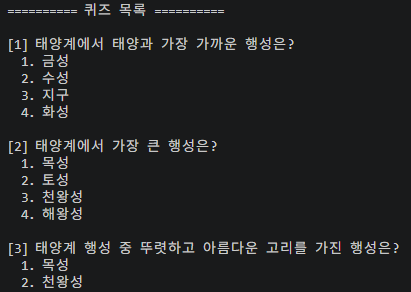 ========== 퀴즈 목록 ==========
[1] 태양계에서 태양과 가장 가까운 행성은?
1. 금성
2. 수성
3. 지구
4. 화성
[2] 태양계에서 가장 큰 행성은?
1. 목성
2. 토성
3. 천왕성
4. 해왕성
[3] 태양계 행성 중 뚜렷하고 아름다운 고리를 가진 행성은?
1. 목성
2. 천왕성